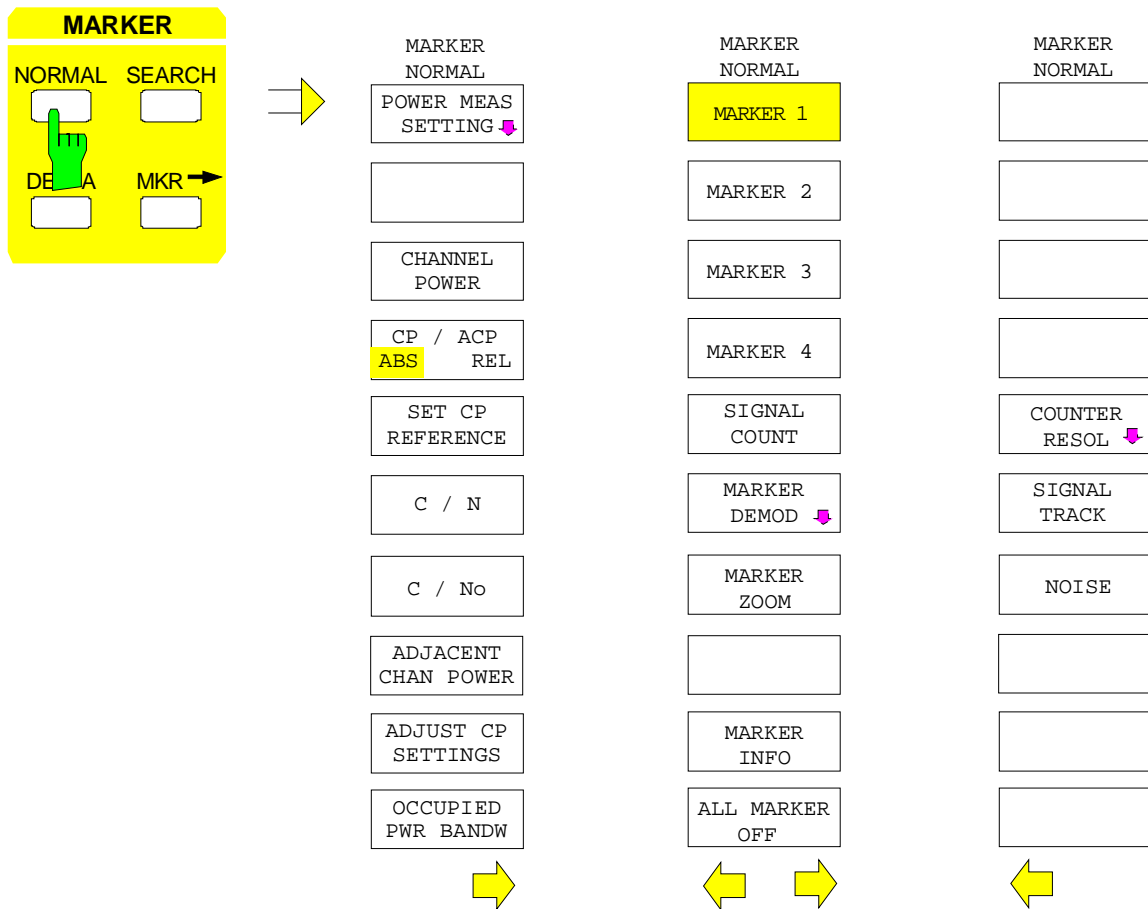 MARKER
NORMAL SEARCH
MKR
MARKER
NORMAL
POWER MEAS
SETTING
CHANNEL
POWER
CP / ACP
ABS REL
SET CP
REFERENCE
C / N
C / No
ADJACENT
CHAN POWER
ADJUST CP
SETTINGS
OCCUPIED
PWR BANDW
MARKER
NORMAL
MARKER 1
MARKER 2
MARKER 3
MARKER 4
SIGNAL
COUNT
MARKER
DEMOD
MARKER
ZOOM
MARKER
INFO
ALL MARKER
OFF
MARKER
NORMAL
COUNTER
RESOL
SIGNAL
TRACK
NOISE